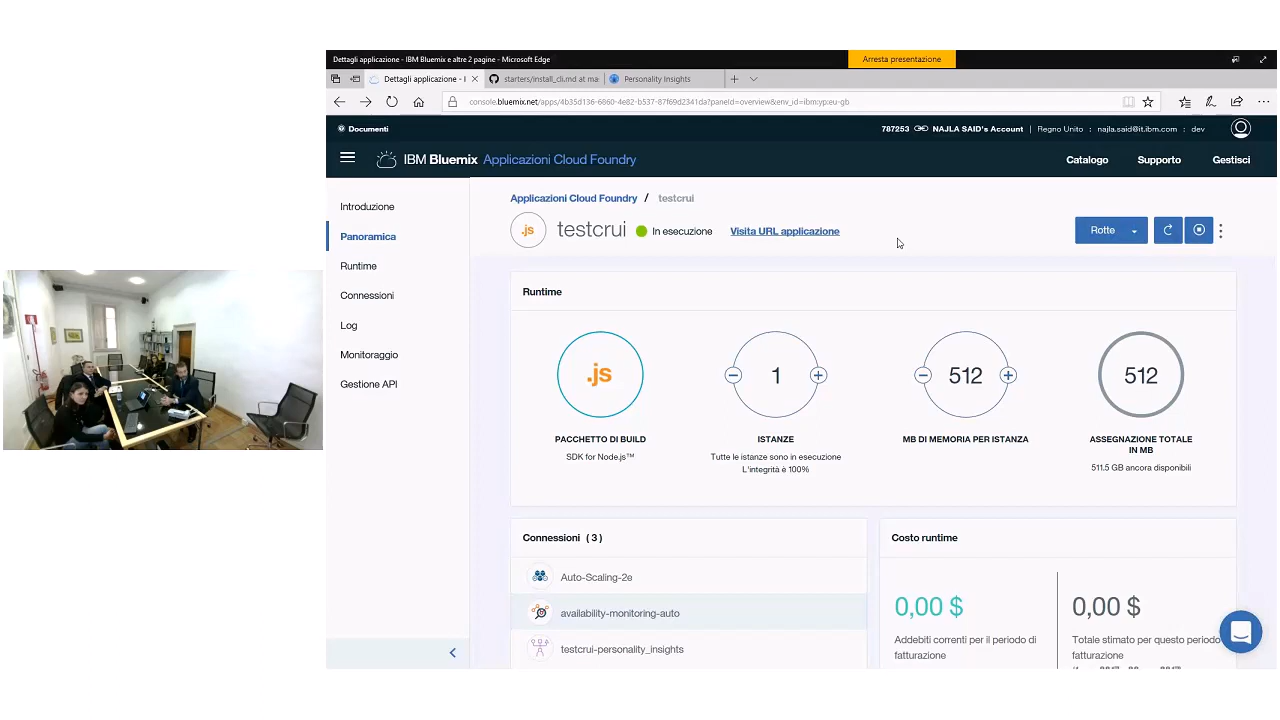 Dettagli applicazione - IBM Bluemix e altre 2 pagine - Microsoft Edge
Arresta presentazione
Dettagli applicazione - I
starters/install_cli.md at ma
Personality Insights
console.bluemix.net/apps/4b35d136-6860-4e82-b537-87f69d2341da?paneId=overview&env_id=ibm:yp:eu-gb
Documenti
787253 NAJLA SAID's Account | Regno Unito : najla.said@it.ibm.com : dev
IBM Bluemix Applicazioni Cloud Foundry
Catalogo
Supporto
Gestisci
Introduzione
Panoramica
Runtime
Connessioni
Log
Monitoraggio
Gestione API
Applicazioni Cloud Foundry / testcrui
.js
testcrui
In esecuzione
Visita URL applicazione
Rotte
Runtime
.js
1
512
512
PACCHETTO DI BUILD
SDK for Node.js™
ISTANZE
Tutte le istanze sono in esecuzione
L'integrità è 100%
MB DI MEMORIA PER ISTANZA
ASSEGNAZIONE TOTALE
IN MB
511.5 GB ancora disponibili
Connessioni (3)
Auto-Scaling-2e
availability-monitoring-auto
testcrui-personality_insights
Costo runtime
0,00 $
Addebiti correnti per il periodo di
fatturazione
0,00 $
Totale stimato per questo periodo
fatturazione